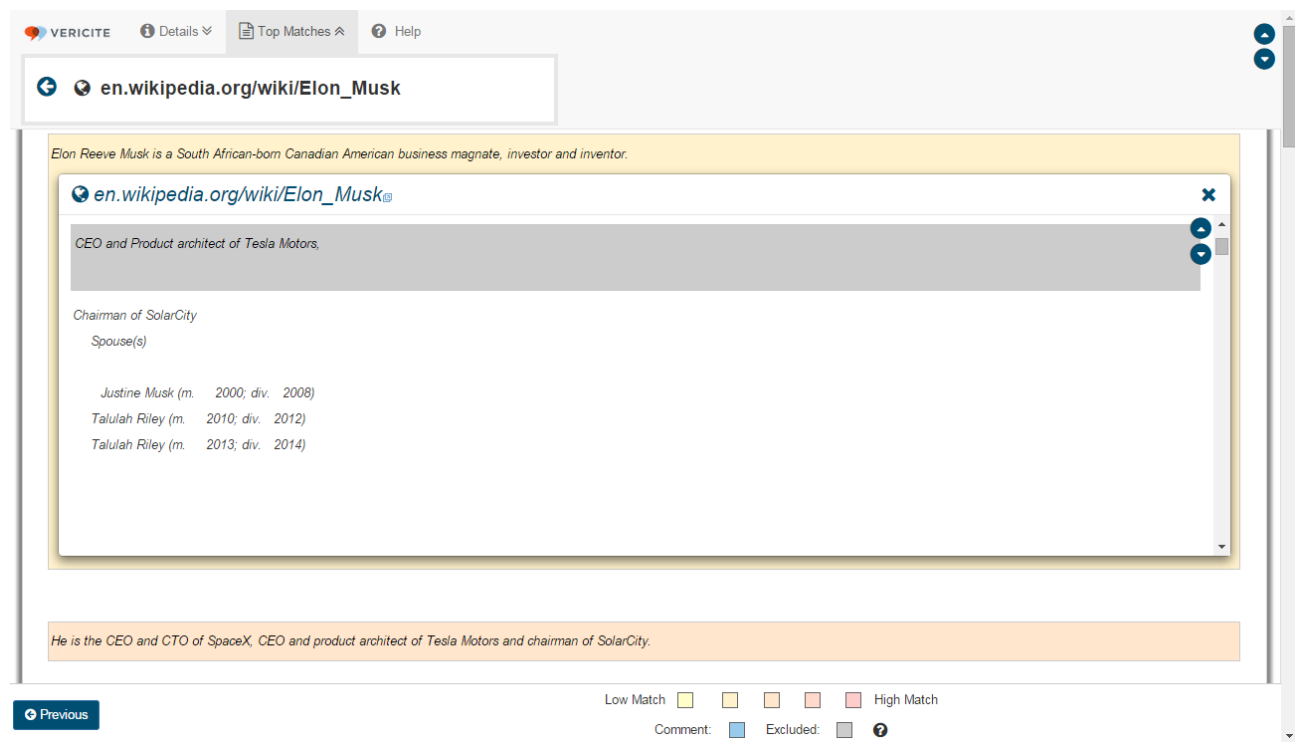 VERICITE Details Top Matches Help
en.wikipedia.org/wiki/Elon_Musk
Elon Reeve Musk is a South African-born Canadian American business magnate, investor and inventor.
en.wikipedia.org/wiki/Elon_Musk
CEO and Product architect of Tesla Motors,
Chairman of SolarCity
Spouse(s)
Justine Musk (m. 2000; div. 2008)
Talulah Riley (m. 2010; div. 2012)
Talulah Riley (m. 2013; div. 2014)
He is the CEO and CTO of SpaceX, CEO and product architect of Tesla Motors and chairman of SolarCity.
Previous
Low Match High Match
Comment: Excluded: